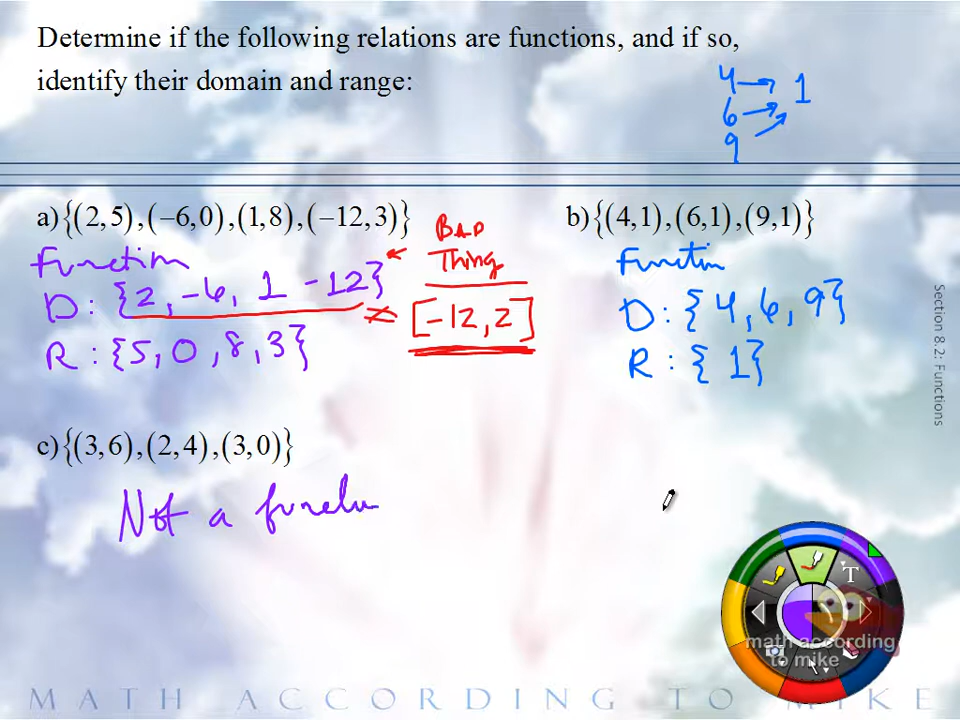 Determine if the following relations are functions, and if so,
identify their domain and range:
4 → 1
6 →
9 →
a) {(2,5),(−6,0),(1,8),(−12,3)}
Function
D: {2, -6, 1 -12}
R: {5, 0, 8, 3}
BAD
Thing
≠ [-12, 2]
b) {(4,1),(6,1),(9,1)}
Functin
D: {4, 6, 9}
R: {1}
c) {(3,6),(2,4),(3,0)}
Not a function
Section 8.2: Functions
T
math according
to mike
MATH ACCORDING TO MIKE